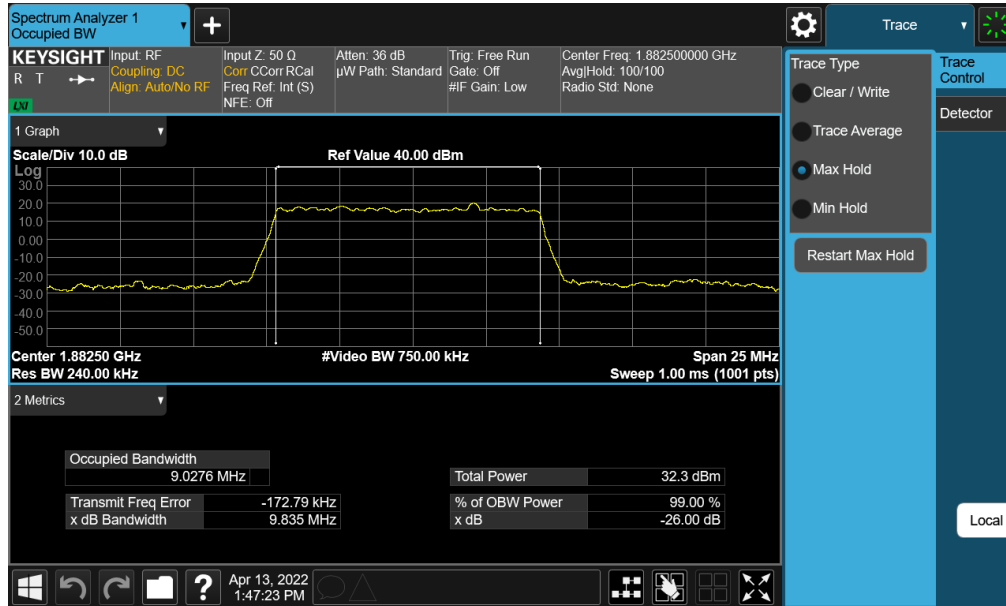 Spectrum Analyzer 1
Occupied BW
+
Trace
KEYSIGHT
R T
LXI
Input: RF
Coupling: DC
Align: Auto/No RF
Input Z: 50 Ω
Corr CCorr RCal
Freq Ref: Int (S)
NFE: Off
Atten: 36 dB
µW Path: Standard
Trig: Free Run
Gate: Off
#IF Gain: Low
Center Freq: 1.882500000 GHz
Avg|Hold: 100/100
Radio Std: None
Trace Type
Clear / Write
Trace Average
Max Hold
Min Hold
Restart Max Hold
Trace
Control
Detector
Local
1 Graph
Scale/Div 10.0 dB
Ref Value 40.00 dBm
Log
30.0
20.0
10.0
0.00
-10.0
-20.0
-30.0
-40.0
-50.0
Center 1.88250 GHz
#Video BW 750.00 kHz
Span 25 MHz
Res BW 240.00 kHz
Sweep 1.00 ms (1001 pts)
2 Metrics
Occupied Bandwidth
9.0276 MHz
Total Power 32.3 dBm
Transmit Freq Error -172.79 kHz
% of OBW Power 99.00 %
x dB Bandwidth 9.835 MHz
x dB -26.00 dB
?
Apr 13, 2022
1:47:23 PM